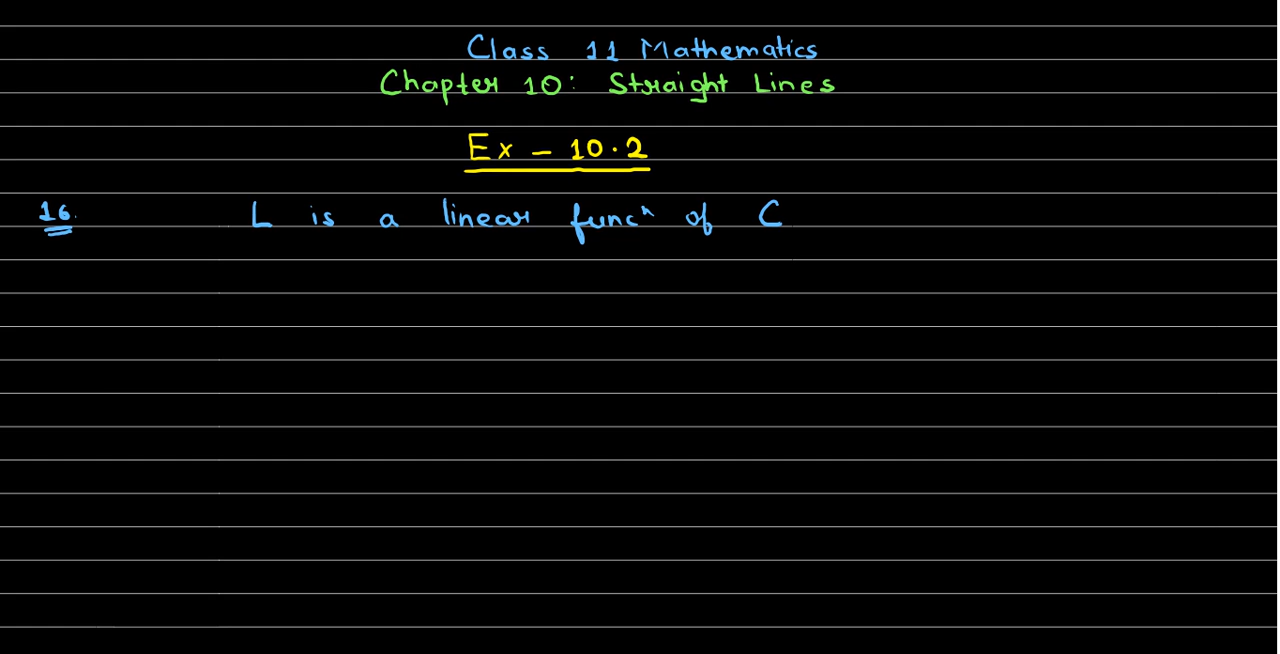 Class 11 Mathematics
Chapter 10: Straight Lines
Ex - 10.2
16. L is a linear funcⁿ of C